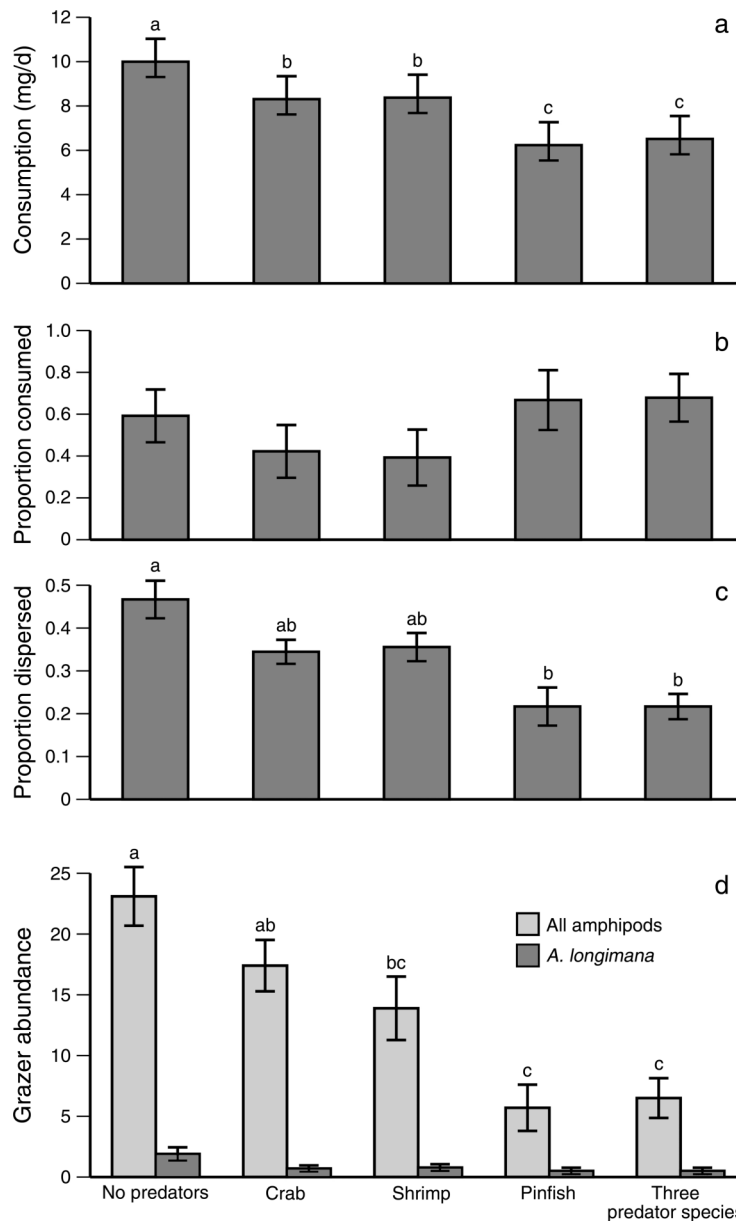 a
12
10
8
6
4
2
0
Consumption (mg/d)
a
b
b
c
c
b
1.0
0.8
0.6
0.4
0.2
0
Proportion consumed
c
0.5
0.4
0.3
0.2
0.1
0
Proportion dispersed
a
ab
ab
b
b
d
25
20
15
10
5
0
Grazer abundance
a
ab
bc
c
c
All amphipods
A. longimana
No predators
Crab
Shrimp
Pinfish
Three
predator species